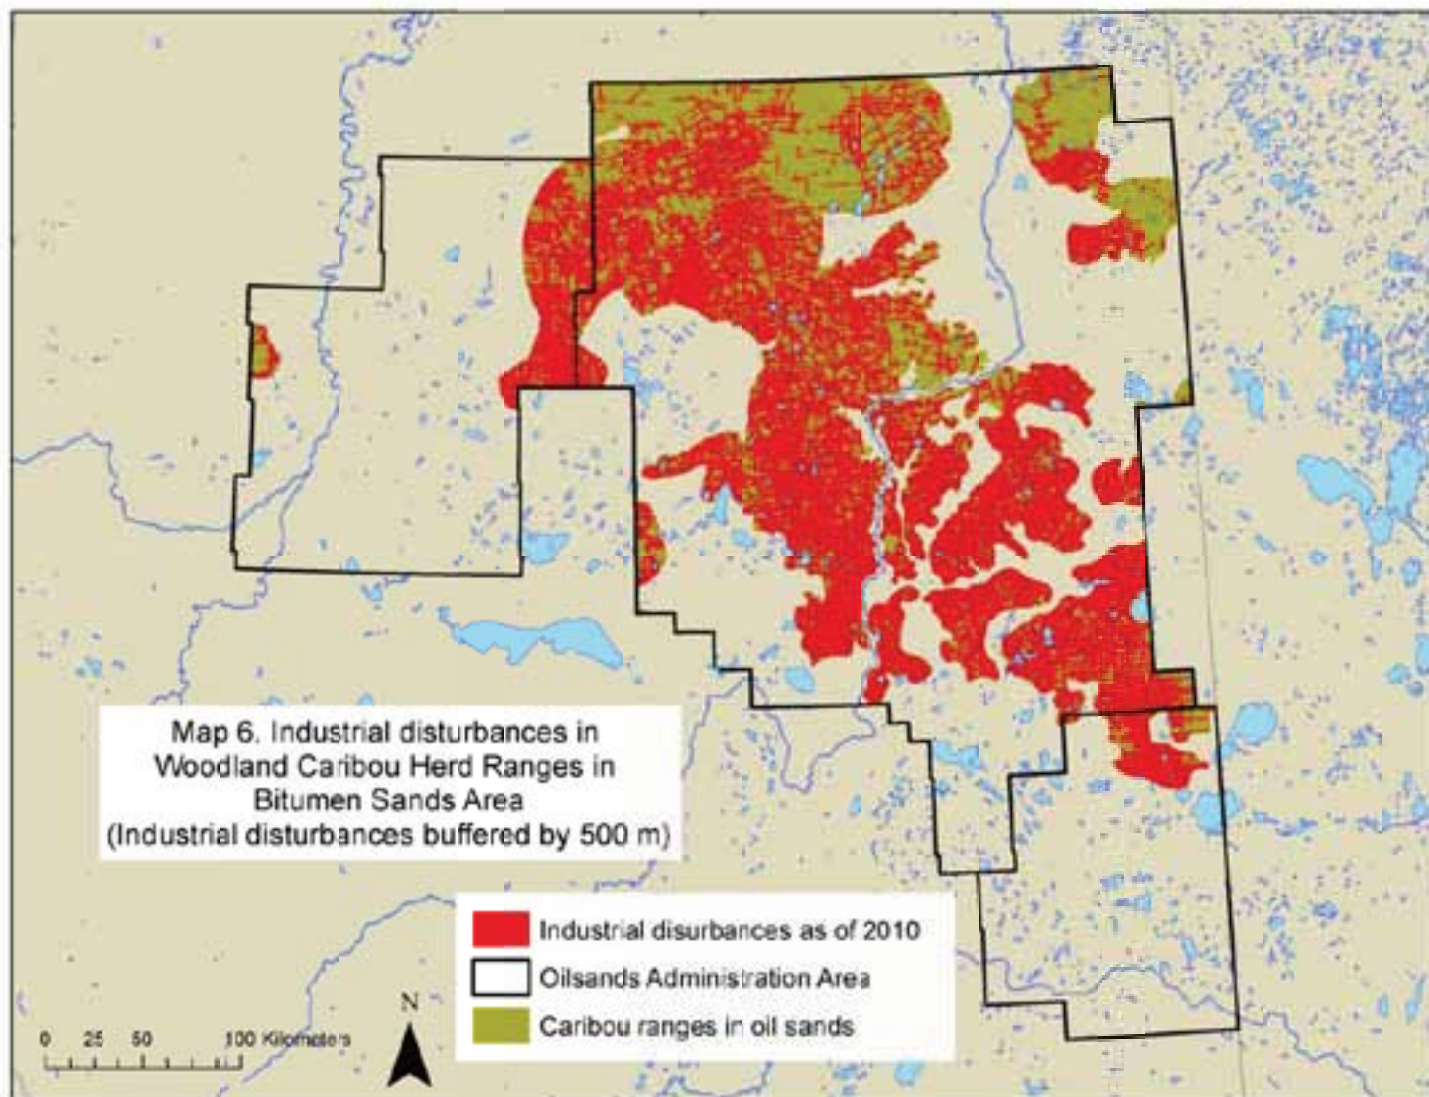 Map 6. Industrial disturbances in
Woodland Caribou Herd Ranges in
Bitumen Sands Area
(Industrial disturbances buffered by 500 m)
Industrial disurbances as of 2010
Oilsands Administration Area
Caribou ranges in oil sands
N
0 25 50 100 Kilometers